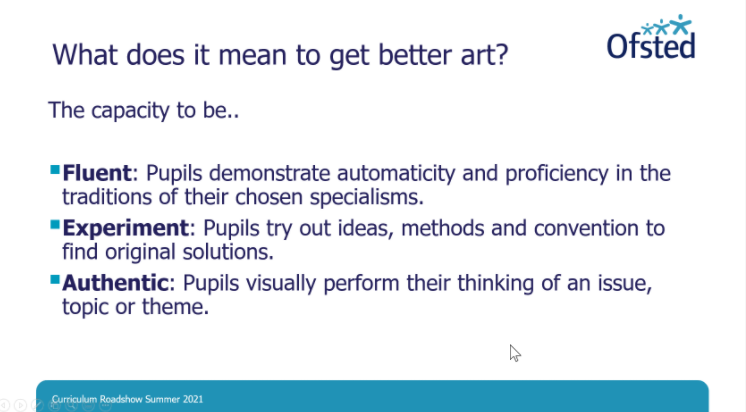 What does it mean to get better art?
Ofsted
The capacity to be..
Fluent: Pupils demonstrate automaticity and proficiency in the
traditions of their chosen specialisms.
Experiment: Pupils try out ideas, methods and convention to
find original solutions.
Authentic: Pupils visually perform their thinking of an issue,
topic or theme.
Curriculum Roadshow Summer 2021